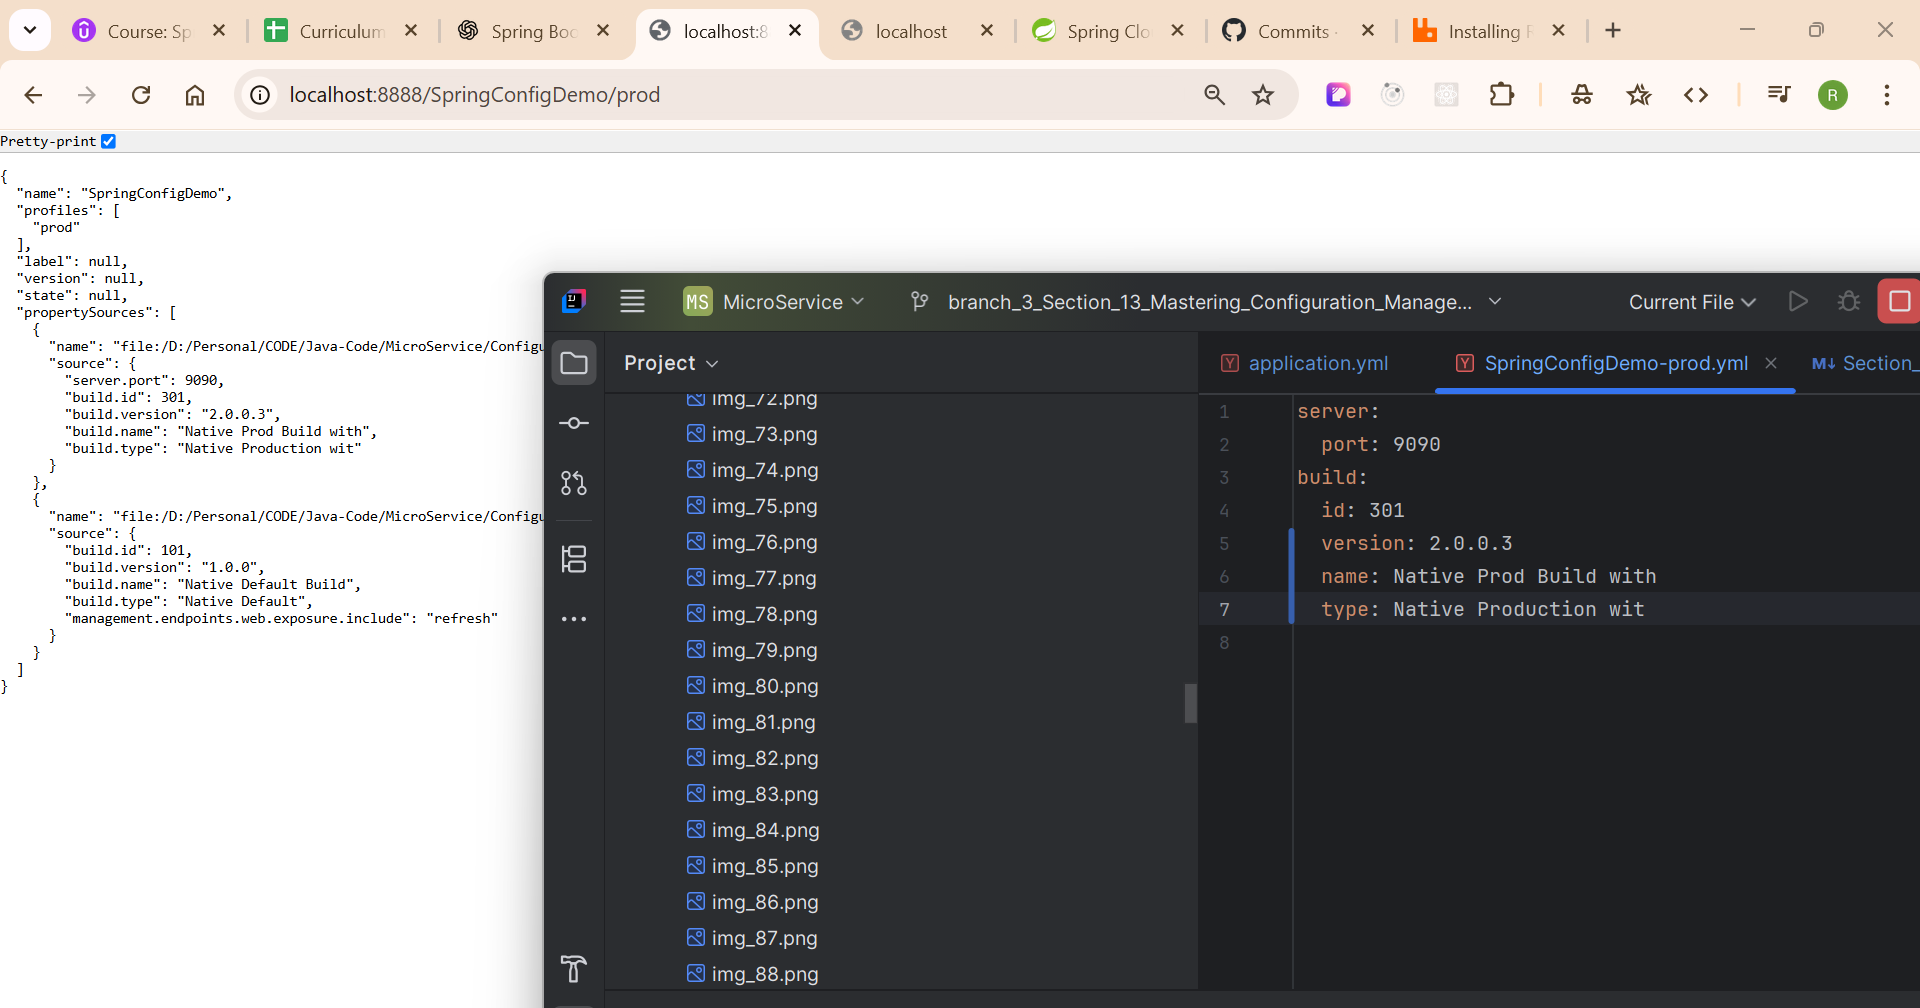 Course: Sp
Curriculum
Spring Boo
localhost:8
localhost
Spring Clo
Commits ·
Installing R
localhost:8888/SpringConfigDemo/prod
R
Pretty-print
{
"name": "SpringConfigDemo",
"profiles": [
"prod"
],
"label": null,
"version": null,
"state": null,
"propertySources": [
{
"name": "file:/D:/Personal/CODE/Java-Code/MicroService/Configu
"source": {
"server.port": 9090,
"build.id": 301,
"build.version": "2.0.0.3",
"build.name": "Native Prod Build with",
"build.type": "Native Production wit"
}
},
{
"name": "file:/D:/Personal/CODE/Java-Code/MicroService/Configu
"source": {
"build.id": 101,
"build.version": "1.0.0",
"build.name": "Native Default Build",
"build.type": "Native Default",
"management.endpoints.web.exposure.include": "refresh"
}
}
]
}
IJ
MS MicroService
branch_3_Section_13_Mastering_Configuration_Manage...
Current File
Project
img_72.png
img_73.png
img_74.png
img_75.png
img_76.png
img_77.png
img_78.png
img_79.png
img_80.png
img_81.png
img_82.png
img_83.png
img_84.png
img_85.png
img_86.png
img_87.png
img_88.png
Y application.yml
Y SpringConfigDemo-prod.yml
M↓ Section_
1 server:
2 port: 9090
3 build:
4 id: 301
5 version: 2.0.0.3
6 name: Native Prod Build with
7 type: Native Production wit
8